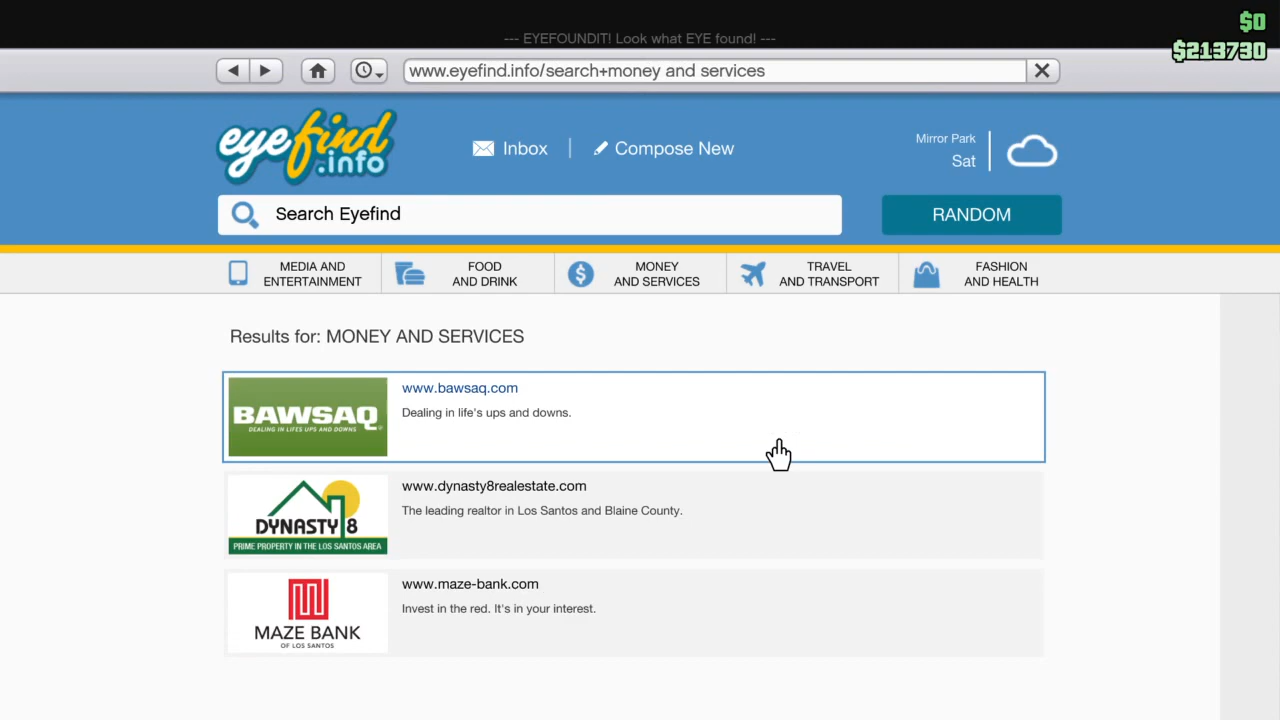 $0
--- EYEFOUNDIT! Look what EYE found! ---
$213730
www.eyefind.info/search+money and services
eyefind
.info
Inbox
Compose New
Mirror Park
Sat
Search Eyefind
RANDOM
MEDIA AND
ENTERTAINMENT
FOOD
AND DRINK
MONEY
AND SERVICES
TRAVEL
AND TRANSPORT
FASHION
AND HEALTH
Results for: MONEY AND SERVICES
BAWSAQ
DEALING IN LIFES UPS AND DOWNS
www.bawsaq.com
Dealing in life's ups and downs.
DYNASTY 8
PRIME PROPERTY IN THE LOS SANTOS AREA
www.dynasty8realestate.com
The leading realtor in Los Santos and Blaine County.
MAZE BANK
OF LOS SANTOS
www.maze-bank.com
Invest in the red. It's in your interest.